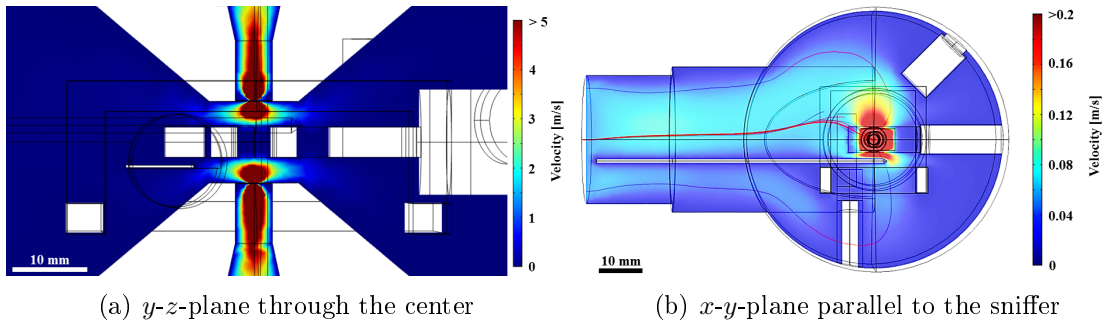 > 5
4
3
2
1
0
Velocity [m/s]
10 mm
>0.2
0.16
0.12
0.08
0.04
0
Velocity [m/s]
10 mm
(a) y-z-plane through the center
(b) x-y-plane parallel to the sniffer